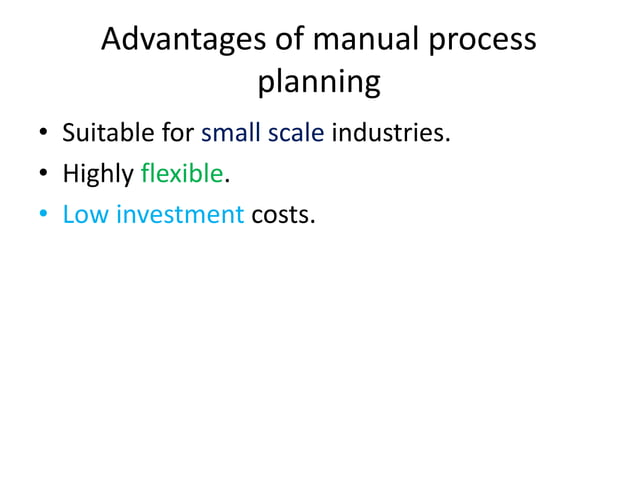 Advantages of manual process
planning
• Suitable for small scale industries.
• Highly flexible.
• Low investment costs.